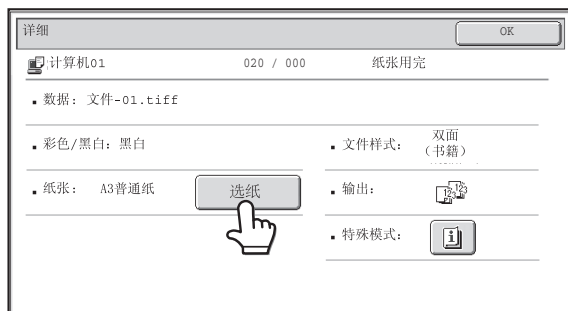 详细 OK
计算机01 020 / 000 纸张用完
数据: 文件-01.tiff
彩色/黑白: 黑白
文件样式: 双面
(书籍)
纸张: A3普通纸 选纸
输出:
特殊模式: